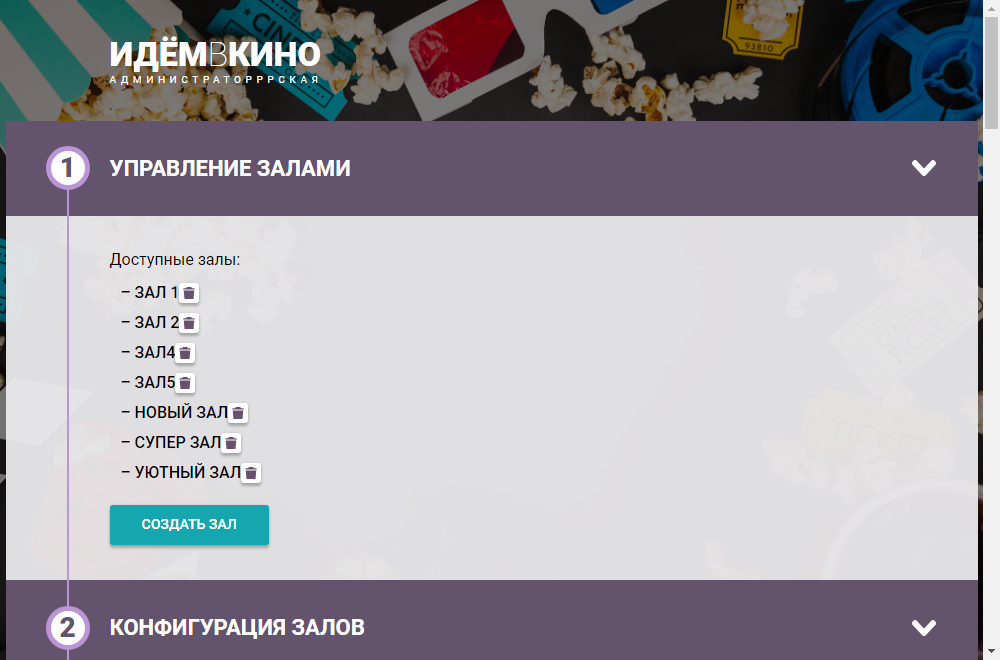 ИДЁМВКИНО
АДМИНИСТРАТОРРРСКАЯ
1
УПРАВЛЕНИЕ ЗАЛАМИ
Доступные залы:
– ЗАЛ 1
– ЗАЛ 2
– ЗАЛ4
– ЗАЛ5
– НОВЫЙ ЗАЛ
– СУПЕР ЗАЛ
– УЮТНЫЙ ЗАЛ
СОЗДАТЬ ЗАЛ
2
КОНФИГУРАЦИЯ ЗАЛОВ
93810